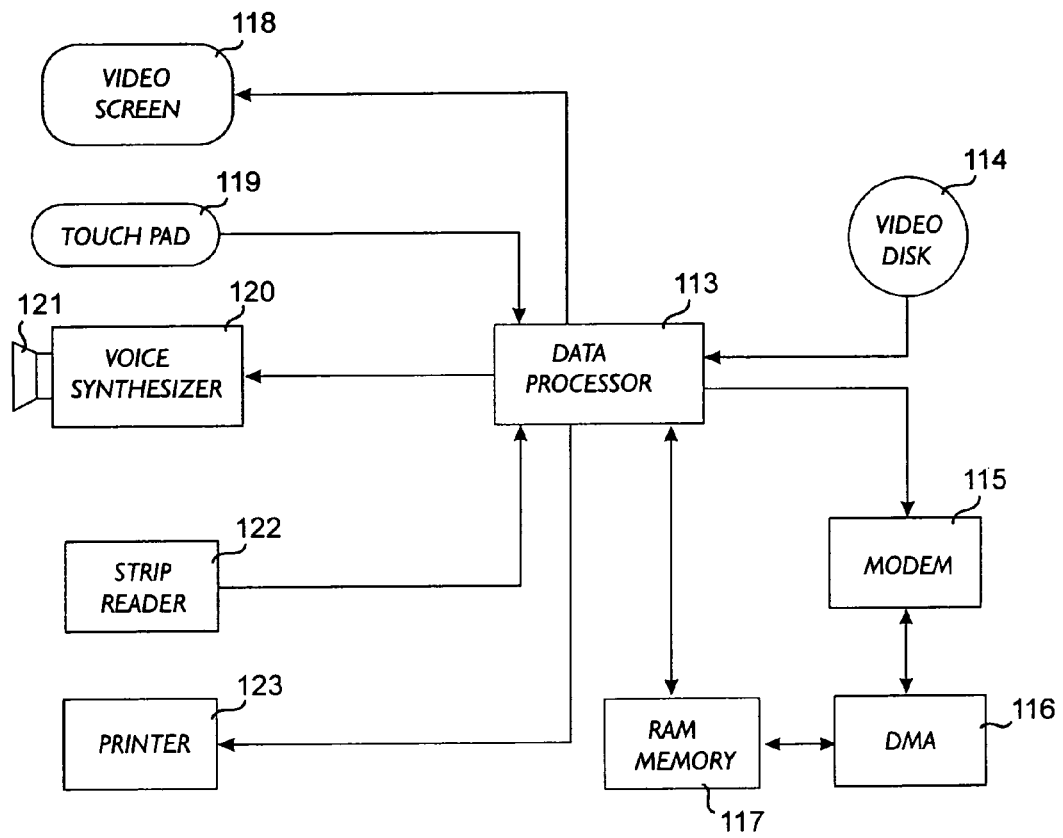 118
VIDEO
SCREEN
119
TOUCH PAD
114
VIDEO
DISK
121
120
VOICE
SYNTHESIZER
113
DATA
PROCESSOR
115
MODEM
122
STRIP
READER
123
PRINTER
RAM
MEMORY
117
DMA
116